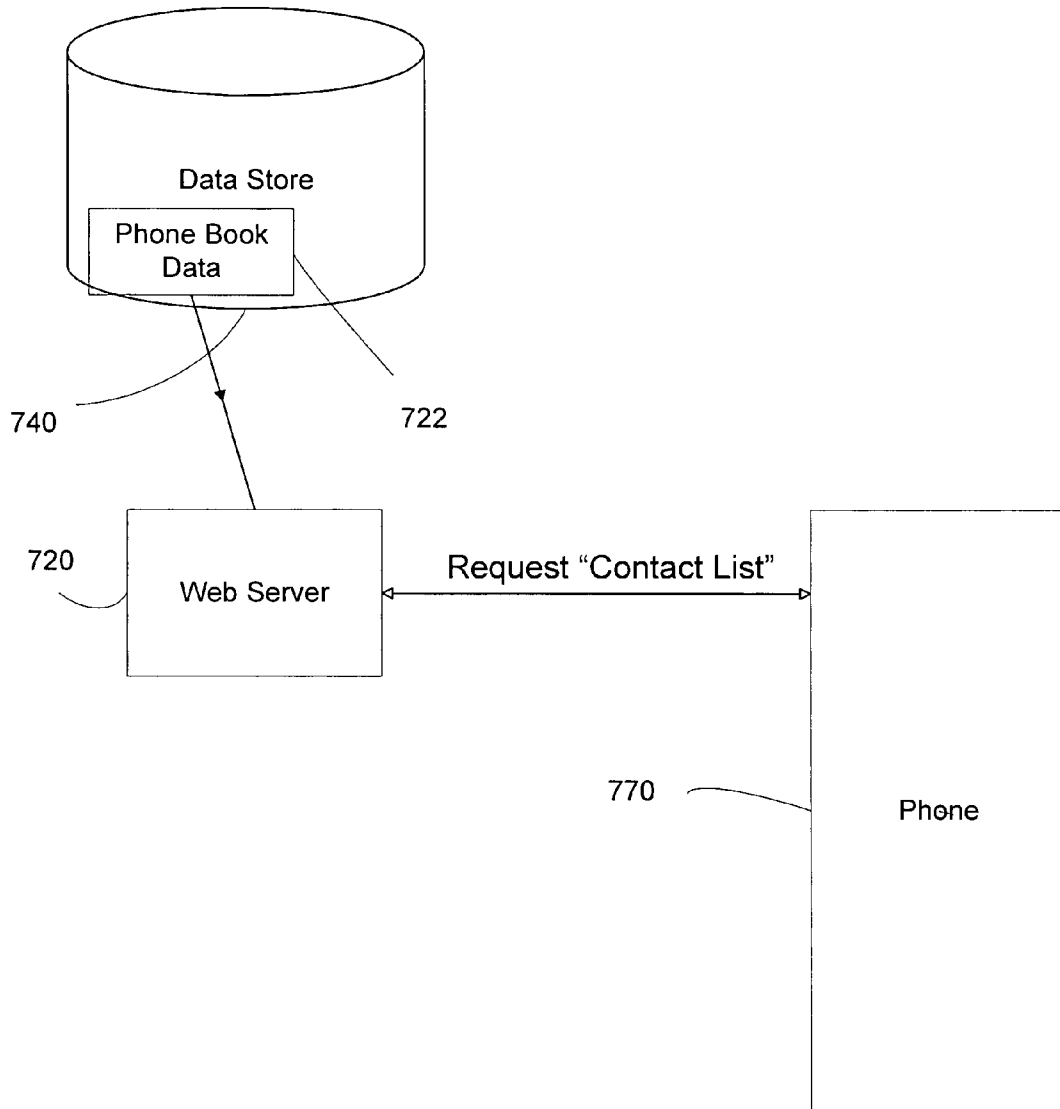 Data Store
Phone Book
Data
740
722
720
Web Server
Request “Contact List”
770
Phone